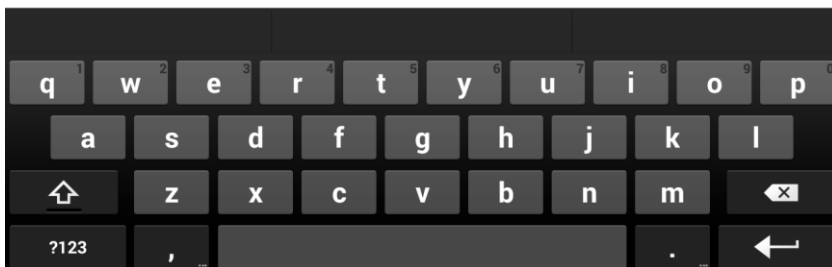 q 1 w 2 e 3 r 4 t 5 y 6 u 7 i 8 o 9 p 0
a s d f g h j k l
z x c v b n m
?123 , ... . ...